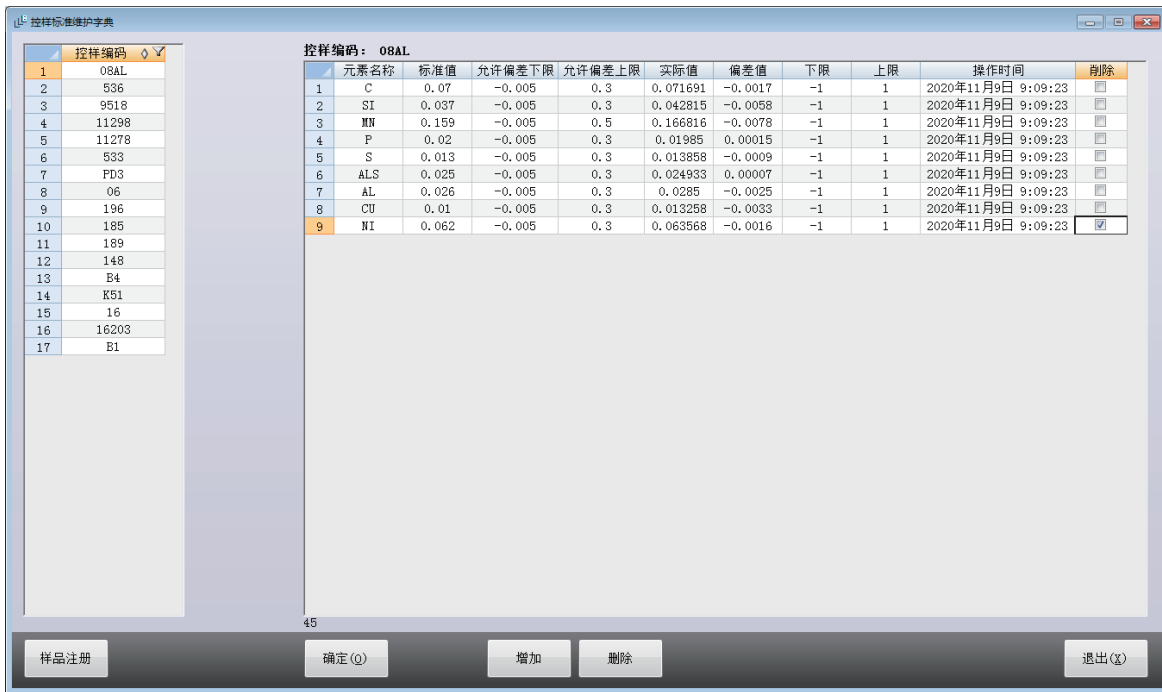 控样标准维护字典
控样编码
1 08AL
2 536
3 9518
4 11298
5 11278
6 533
7 PD3
8 06
9 196
10 185
11 189
12 148
13 B4
14 K51
15 16
16 16203
17 B1
控样编码: 08AL
元素名称 标准值 允许偏差下限 允许偏差上限 实际值 偏差值 下限 上限 操作时间 削除
1 C 0.07 -0.005 0.3 0.071691 -0.0017 -1 1 2020年11月9日 9:09:23
2 SI 0.037 -0.005 0.3 0.042815 -0.0058 -1 1 2020年11月9日 9:09:23
3 MN 0.159 -0.005 0.5 0.166816 -0.0078 -1 1 2020年11月9日 9:09:23
4 P 0.02 -0.005 0.3 0.01985 0.00015 -1 1 2020年11月9日 9:09:23
5 S 0.013 -0.005 0.3 0.013858 -0.0009 -1 1 2020年11月9日 9:09:23
6 ALS 0.025 -0.005 0.3 0.024933 0.00007 -1 1 2020年11月9日 9:09:23
7 AL 0.026 -0.005 0.3 0.0285 -0.0025 -1 1 2020年11月9日 9:09:23
8 CU 0.01 -0.005 0.3 0.013258 -0.0033 -1 1 2020年11月9日 9:09:23
9 NI 0.062 -0.005 0.3 0.063568 -0.0016 -1 1 2020年11月9日 9:09:23
45
样品注册 确定(O) 增加 删除 退出(X)